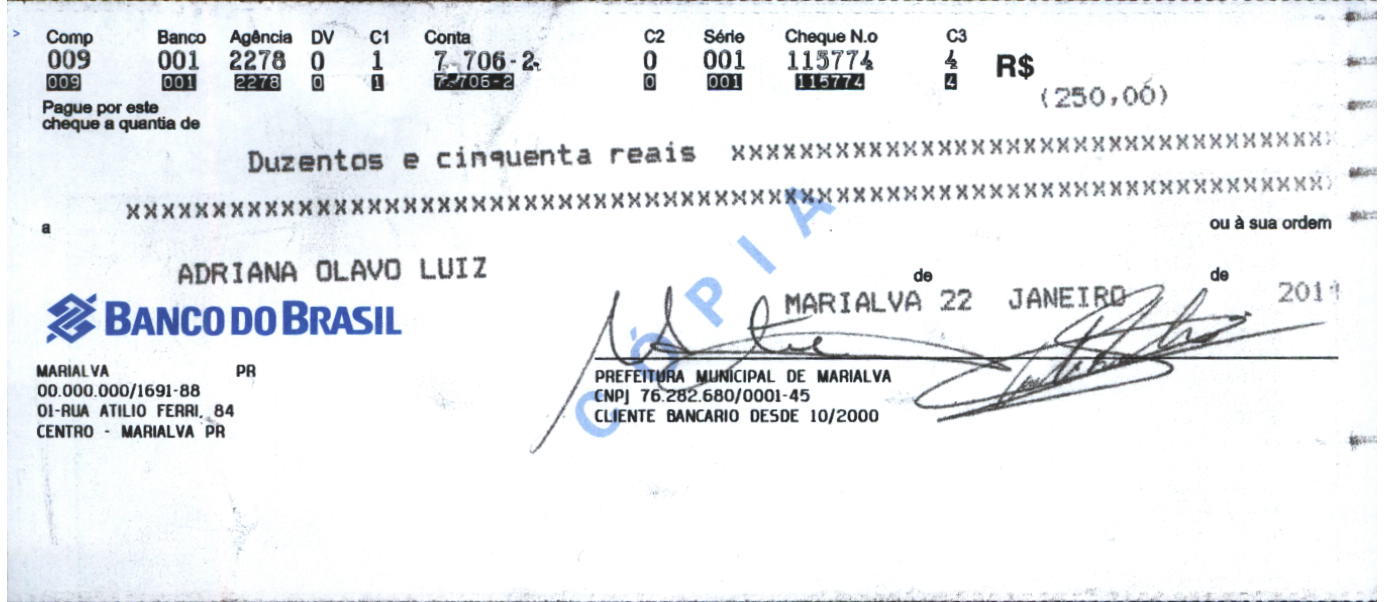 Comp Banco Agência DV C1 Conta C2 Série Cheque N.o C3
009 001 2278 0 1 7.706-2 0 001 115774 4 R$
009 001 2278 0 1 7.706-2 0 001 115774 4
(250,00)
Pague por este
cheque a quantia de
Duzentos e cinquenta reais xxxxxxxxxxxxxxxxxxxxxxxxxxxxxxxxxxxx
xxxxxxxxxxxxxxxxxxxxxxxxxxxxxxxxxxxxxxxxxxxxxxxxxxxxxxxxxxxxxxxxxxxxxxx
a ou à sua ordem
ADRIANA OLAVO LUIZ
de de
MARIALVA 22 JANEIRO 2011
BANCO DO BRASIL
CÓPIA
MARIALVA PR
00.000.000/1691-88
01-RUA ATILIO FERRI, 84
CENTRO - MARIALVA PR
PREFEITURA MUNICIPAL DE MARIALVA
CNPJ 76.282.680/0001-45
CLIENTE BANCARIO DESDE 10/2000